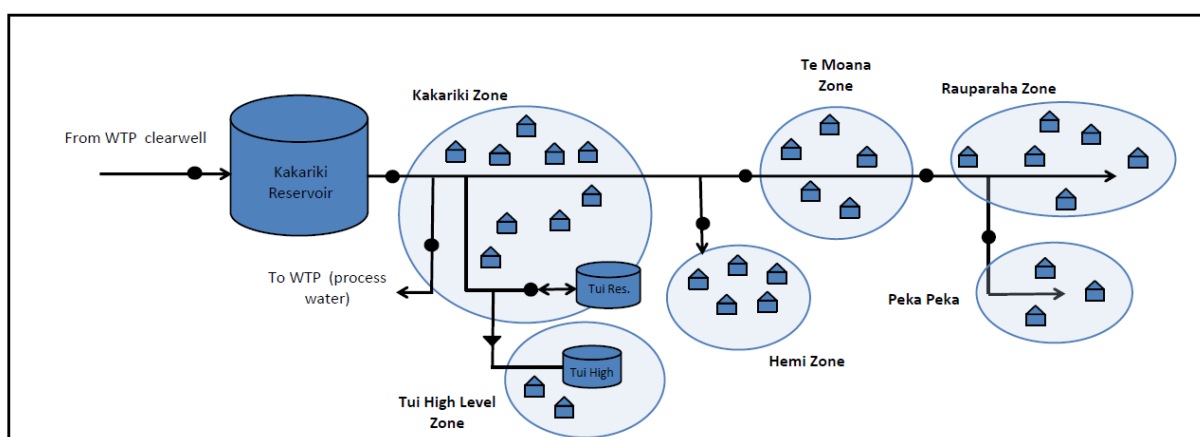 Te Moana
Zone
Kakariki Zone
Rauparaha Zone
From WTP clearwell
Kakariki
Reservoir
To WTP (process
water)
Tui Res.
Peka Peka
Hemi Zone
Tui High
Tui High Level
Zone